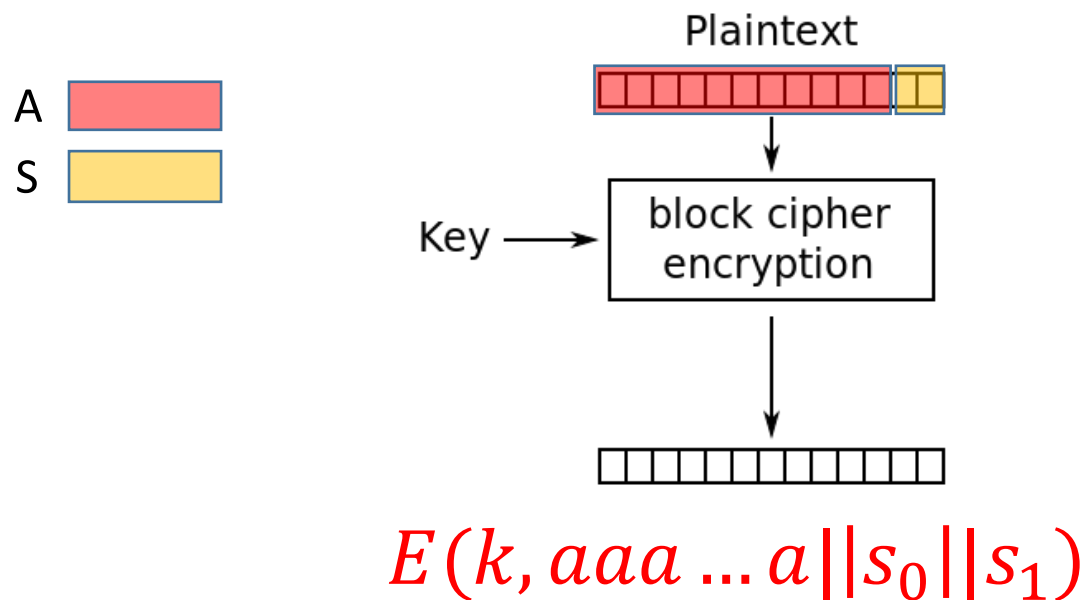 Plaintext
A
S
Key
block cipher
encryption
E(k, aaa ... a||s₀||s₁)